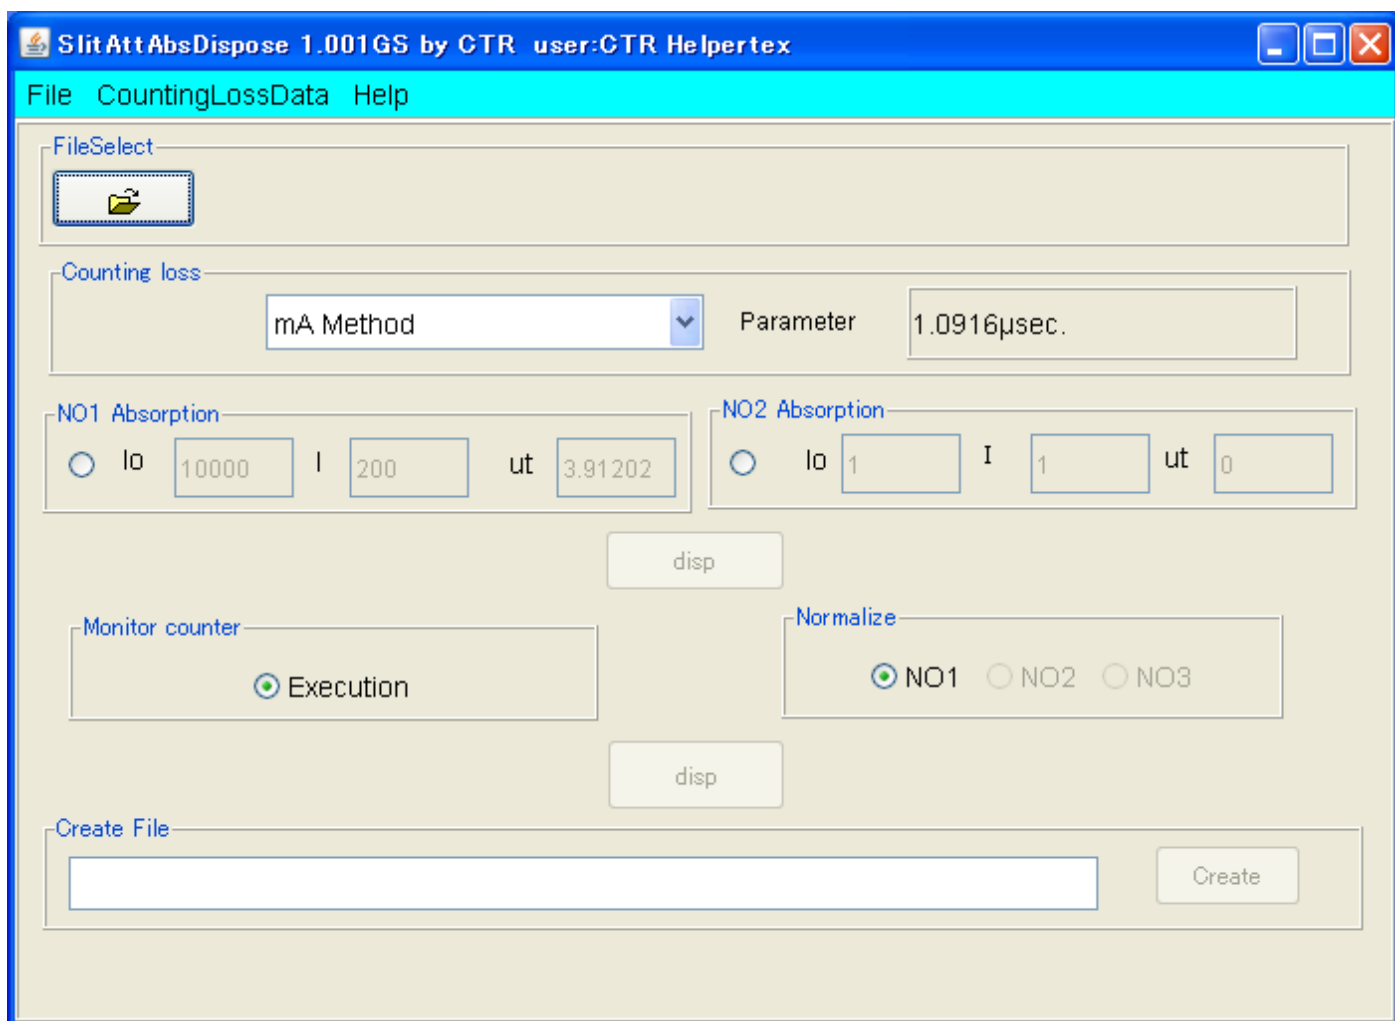 SlitAttAbsDispose 1.001GS by CTR user:CTR Helpertex
File CountingLossData Help
FileSelect
Counting loss
mA Method Parameter 1.0916μsec.
NO1 Absorption NO2 Absorption
Io 10000 I 200 ut 3.91202 Io 1 I 1 ut 0
disp
Monitor counter Normalize
Execution NO1 NO2 NO3
disp
Create File
Create